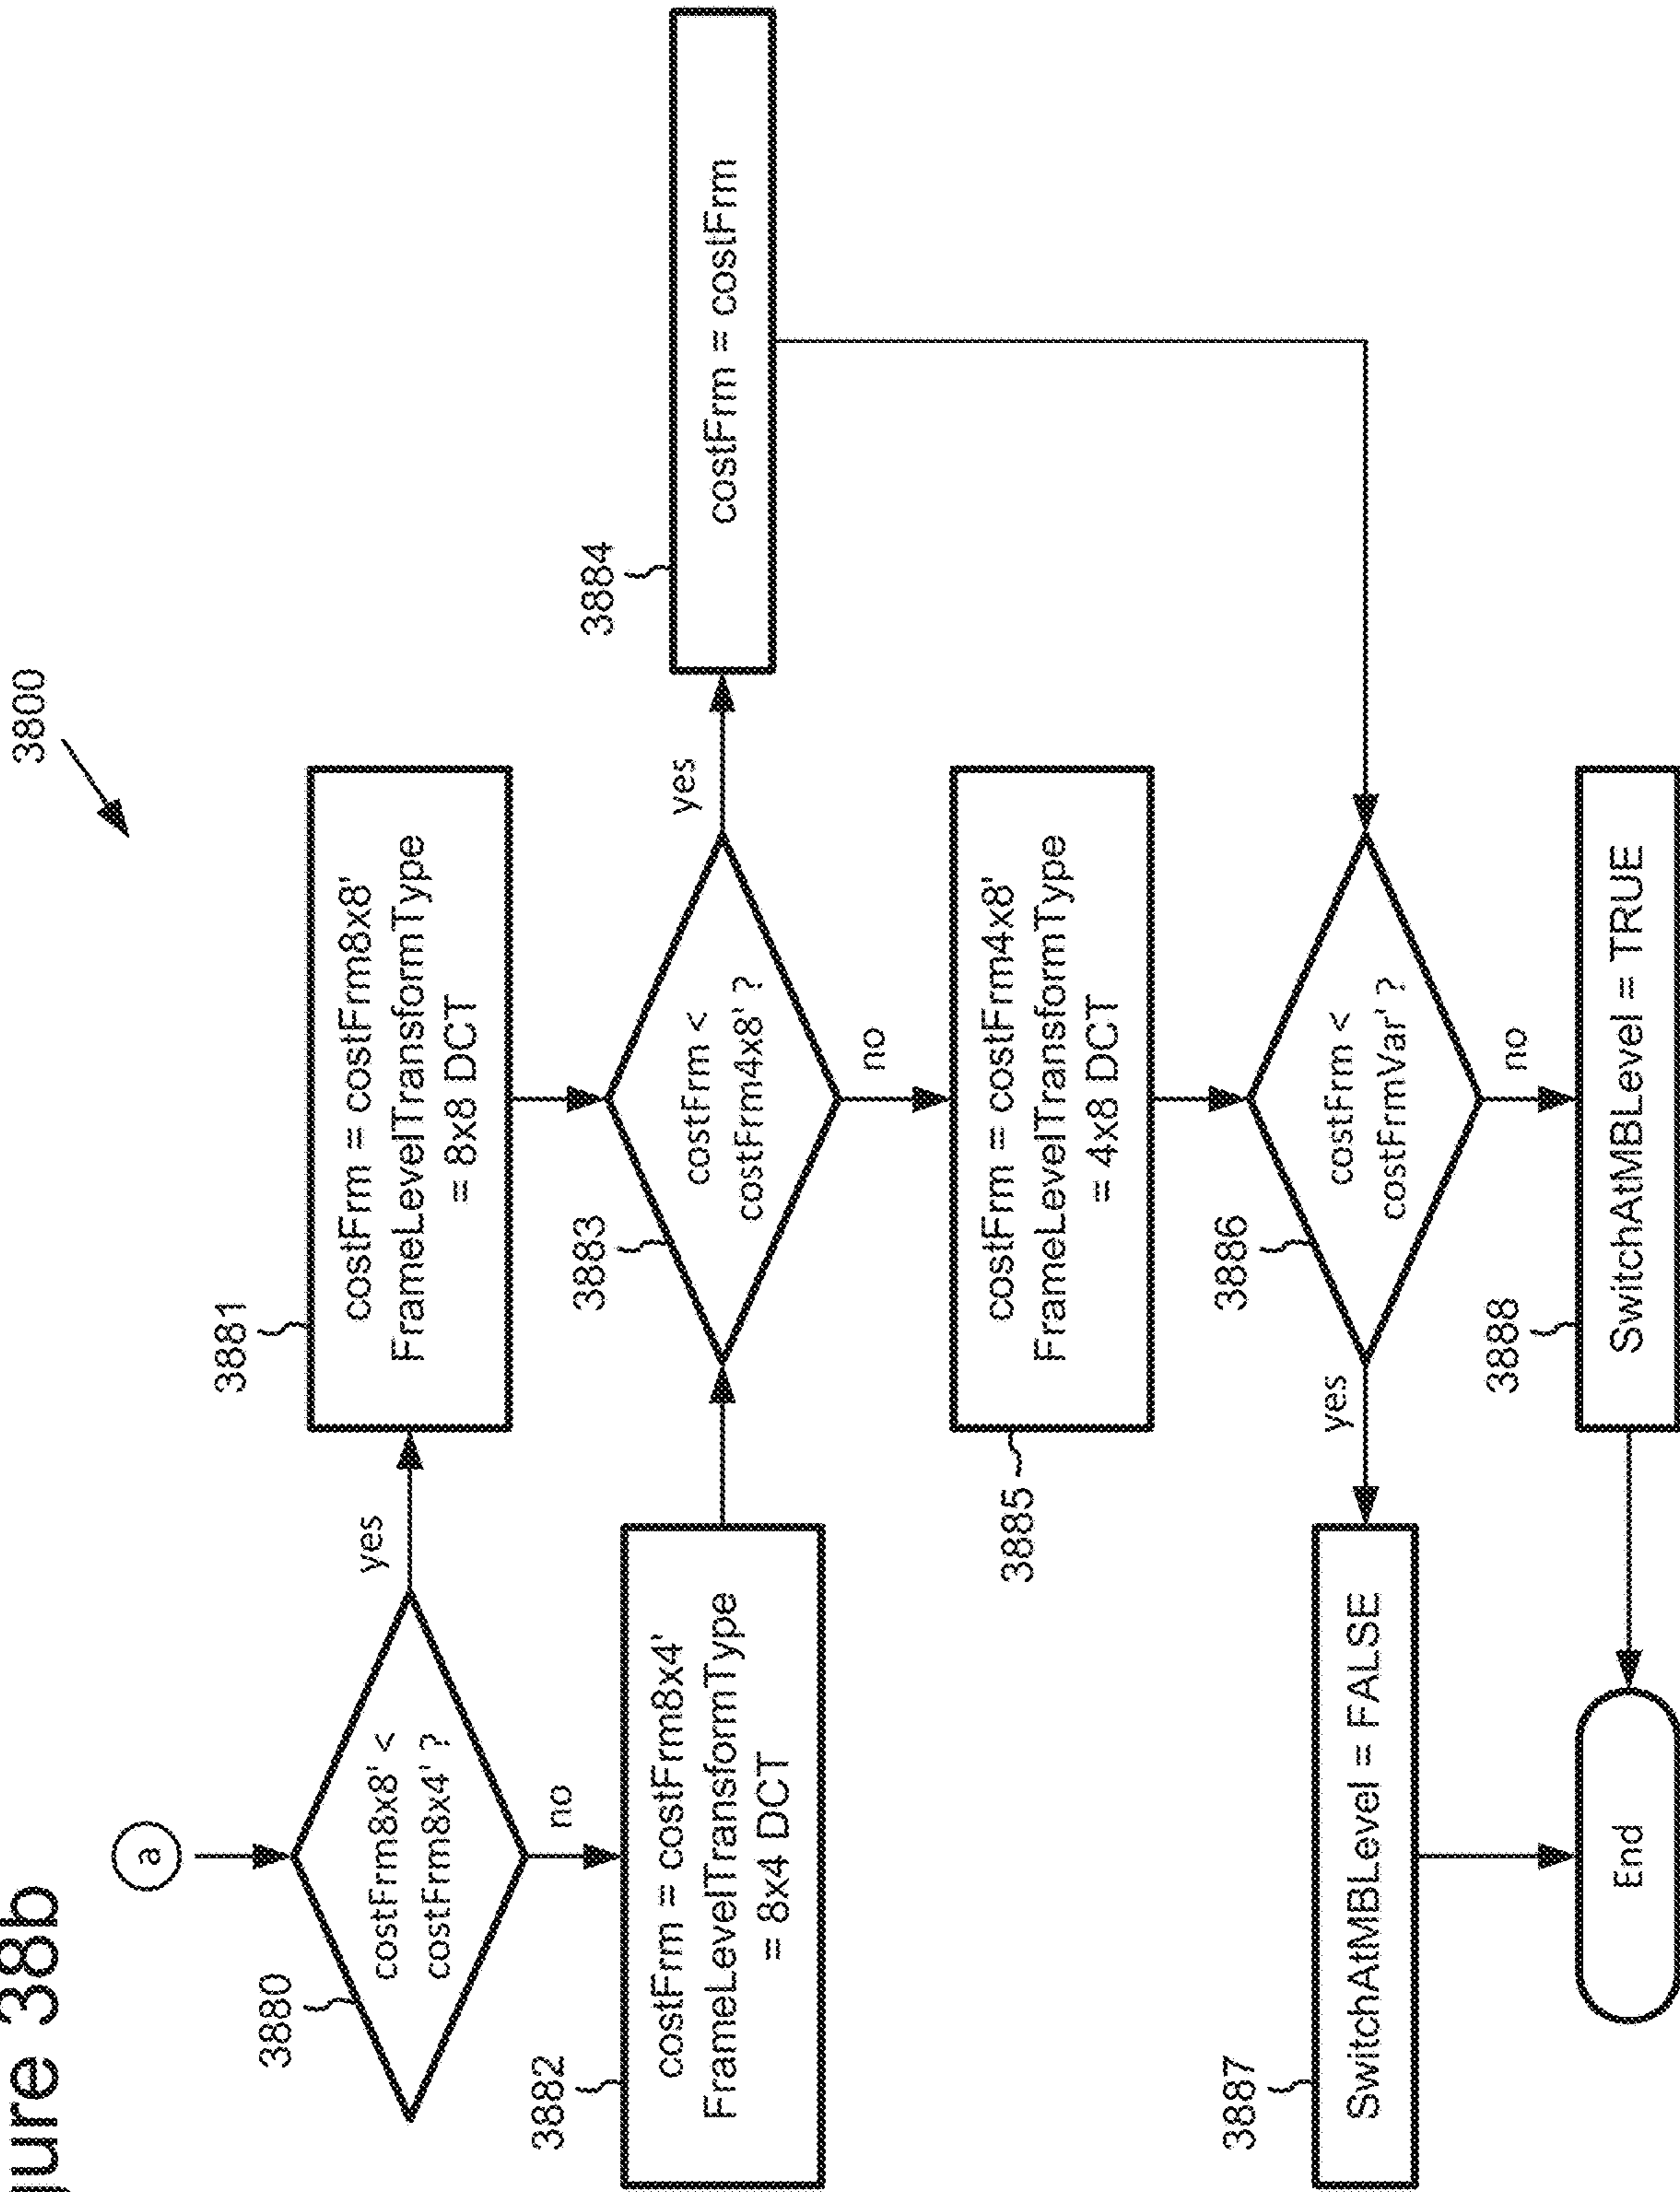 gure 38b
3800
a
3880
costFrm8x8' <
costFrm8x4' ?
yes
no
3881
costFrm = costFrm8x8'
FrameLevelTransformType
= 8x8 DCT
3882
costFrm = costFrm8x4'
FrameLevelTransformType
= 8x4 DCT
3883
costFrm <
costFrm4x8' ?
yes
no
3884
costFrm = costFrm
3885
costFrm = costFrm4x8'
FrameLevelTransformType
= 4x8 DCT
3886
costFrm <
costFrmVar' ?
yes
no
3887
SwitchAtMBLevel = FALSE
3888
SwitchAtMBLevel = TRUE
End